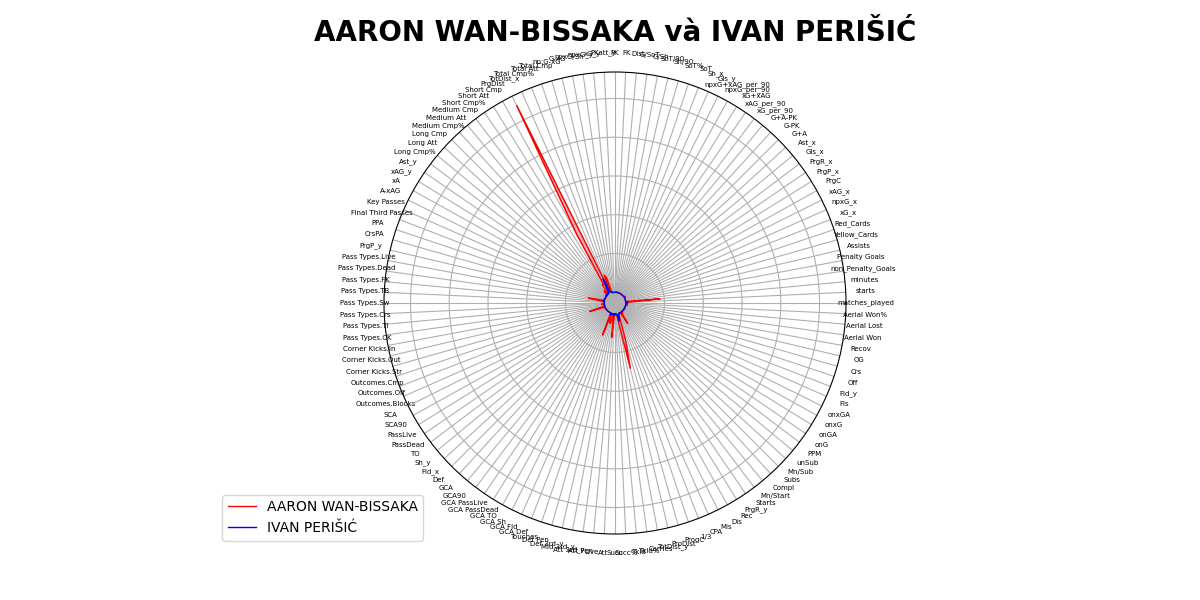 AARON WAN-BISSAKA và IVAN PERIŠIĆ
Total Cmp%
TotDist_x
PrgDist
Short Cmp
Short Att
Short Cmp%
Medium Cmp
Medium Att
Medium Cmp%
Long Cmp
Long Att
Long Cmp%
Ast_y
xAG_y
xA
A-xAG
Key Passes
Final Third Passes
PPA
CrsPA
PrgP_y
Pass Types.Live
Pass Types.Dead
Pass Types.FK
Pass Types.TB
Pass Types.Sw
Pass Types.Crs
Pass Types.TI
Pass Types.CK
Corner Kicks.In
Corner Kicks.Out
Corner Kicks.Str
Outcomes.Cmp
Outcomes.Off
Outcomes.Blocks
SCA
SCA90
PassLive
PassDead
TO
Sh_y
Fld_x
Def
GCA
GCA90
GCA PassLive
GCA PassDead
GCA TO
GCA Sh
GCA Fld
GCA Def
Touches
FK
SoT
Sh_x
Gls_y
npxG+xAG_per_90
npxG_per_90
xG+xAG
xAG_per_90
xG_per_90
G+A-PK
G-PK
G+A
Ast_x
Gls_x
PrgR_x
PrgP_x
PrgC
xAG_x
npxG_x
xG_x
Red_Cards
Yellow_Cards
Assists
Penalty Goals
non_Penalty_Goals
minutes
starts
matches_played
Aerial Won%
Aerial Lost
Aerial Won
Recov
OG
Crs
Off
Fld_y
Fls
onxGA
onxG
onGA
onG
PPM
unSub
Mn/Sub
Subs
Compl
Mn/Start
Starts
PrgR_y
Rec
Dis
Mis
CPA
1/3
ProgC
AARON WAN-BISSAKA
IVAN PERIŠIĆ